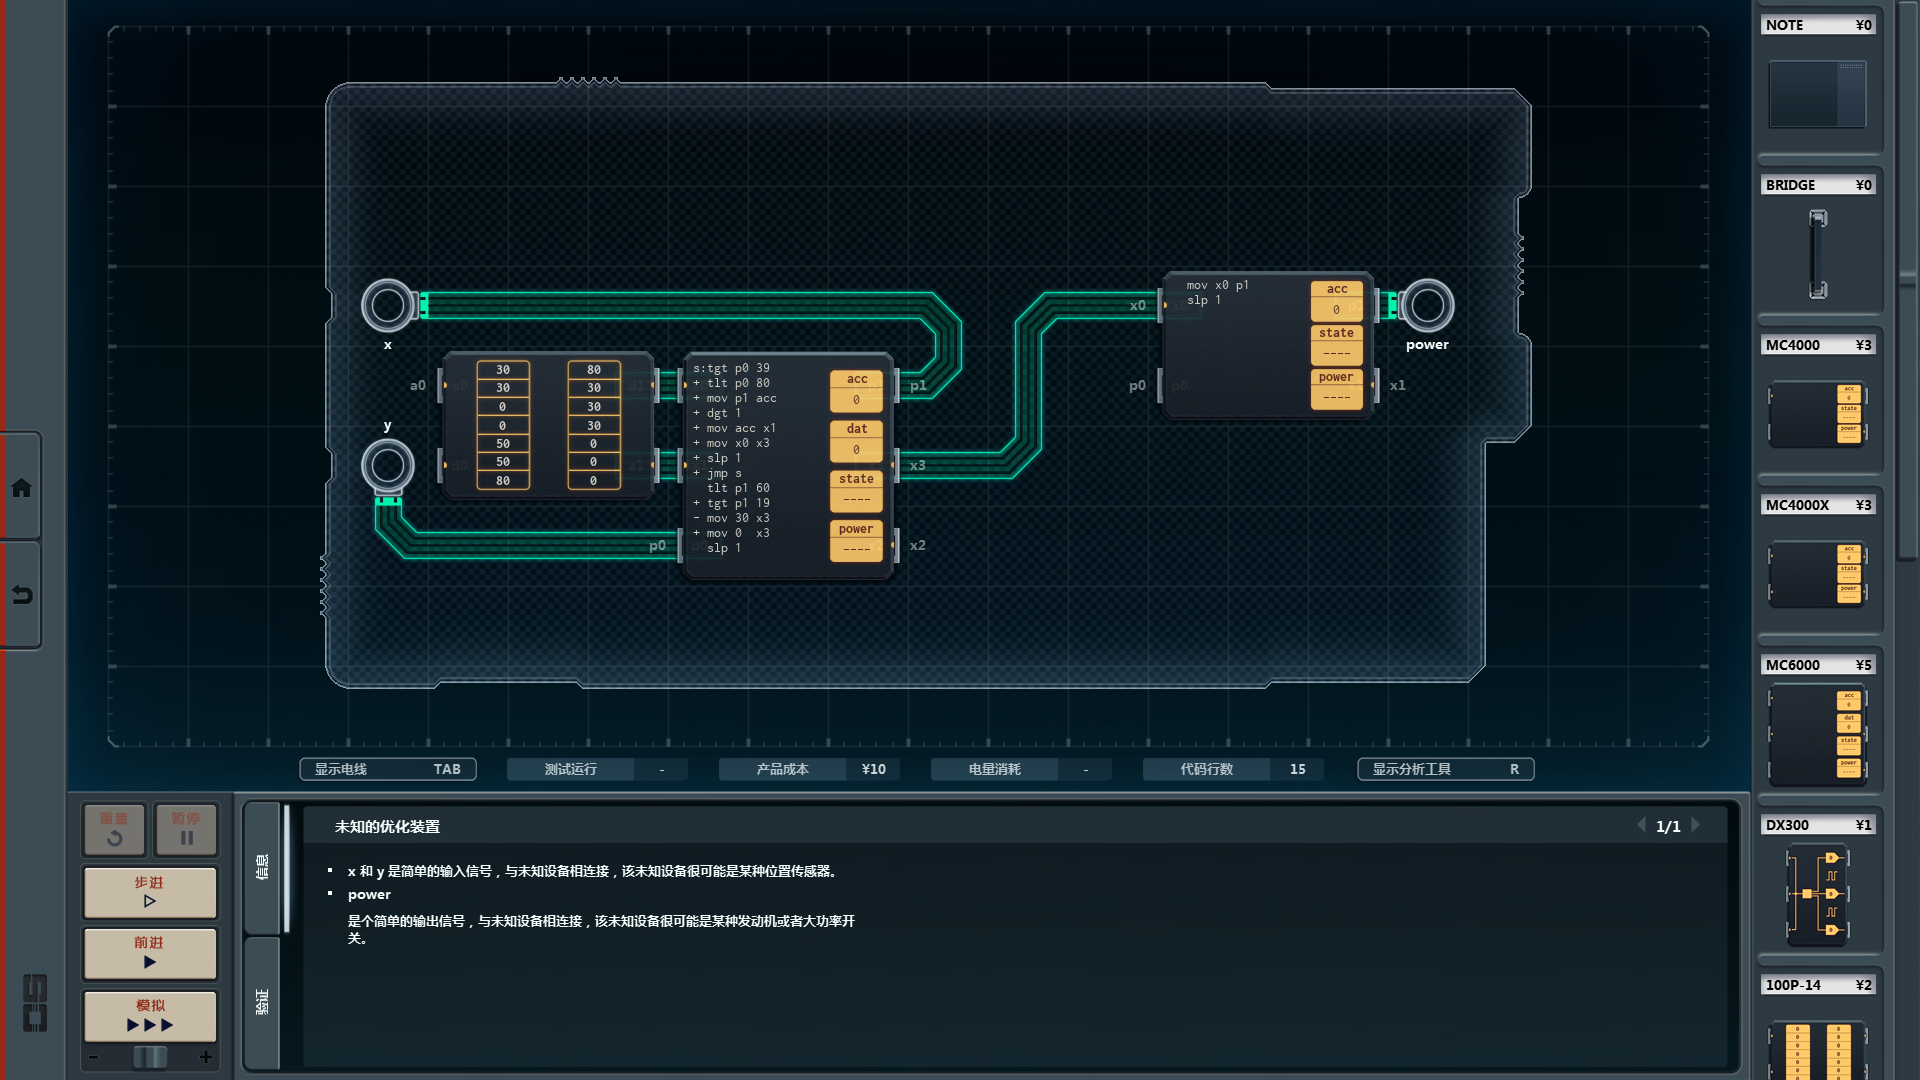 NOTE ¥0
BRIDGE ¥0
MC4000 ¥3
MC4000X ¥3
MC6000 ¥5
DX300 ¥1
100P-14 ¥2
x
y
power
a0
d0
30 80
30 30
0 30
0 30
50 0
50 0
80 0
s:tgt p0 39
+ tlt p0 80
+ mov p1 acc
+ dgt 1
+ mov acc x1
+ mov x0 x3
+ slp 1
+ jmp s
tlt p1 60
+ tgt p1 19
- mov 30 x3
+ mov 0 x3
slp 1
acc
0
dat
0
state
----
power
----
p0
p1
x3
x2
x0
p0
mov x0 p1
slp 1
acc
0
state
----
power
----
x1
显示电线 TAB
测试运行 -
产品成本 ¥10
电量消耗 -
代码行数 15
显示分析工具 R
重置
暂停
步进
前进
模拟
- +
信息
验证
未知的优化装置
1/1
▪ x 和 y 是简单的输入信号，与未知设备相连接，该未知设备很可能是某种位置传感器。
▪ power
是个简单的输出信号，与未知设备相连接，该未知设备很可能是某种发动机或者大功率开
关。